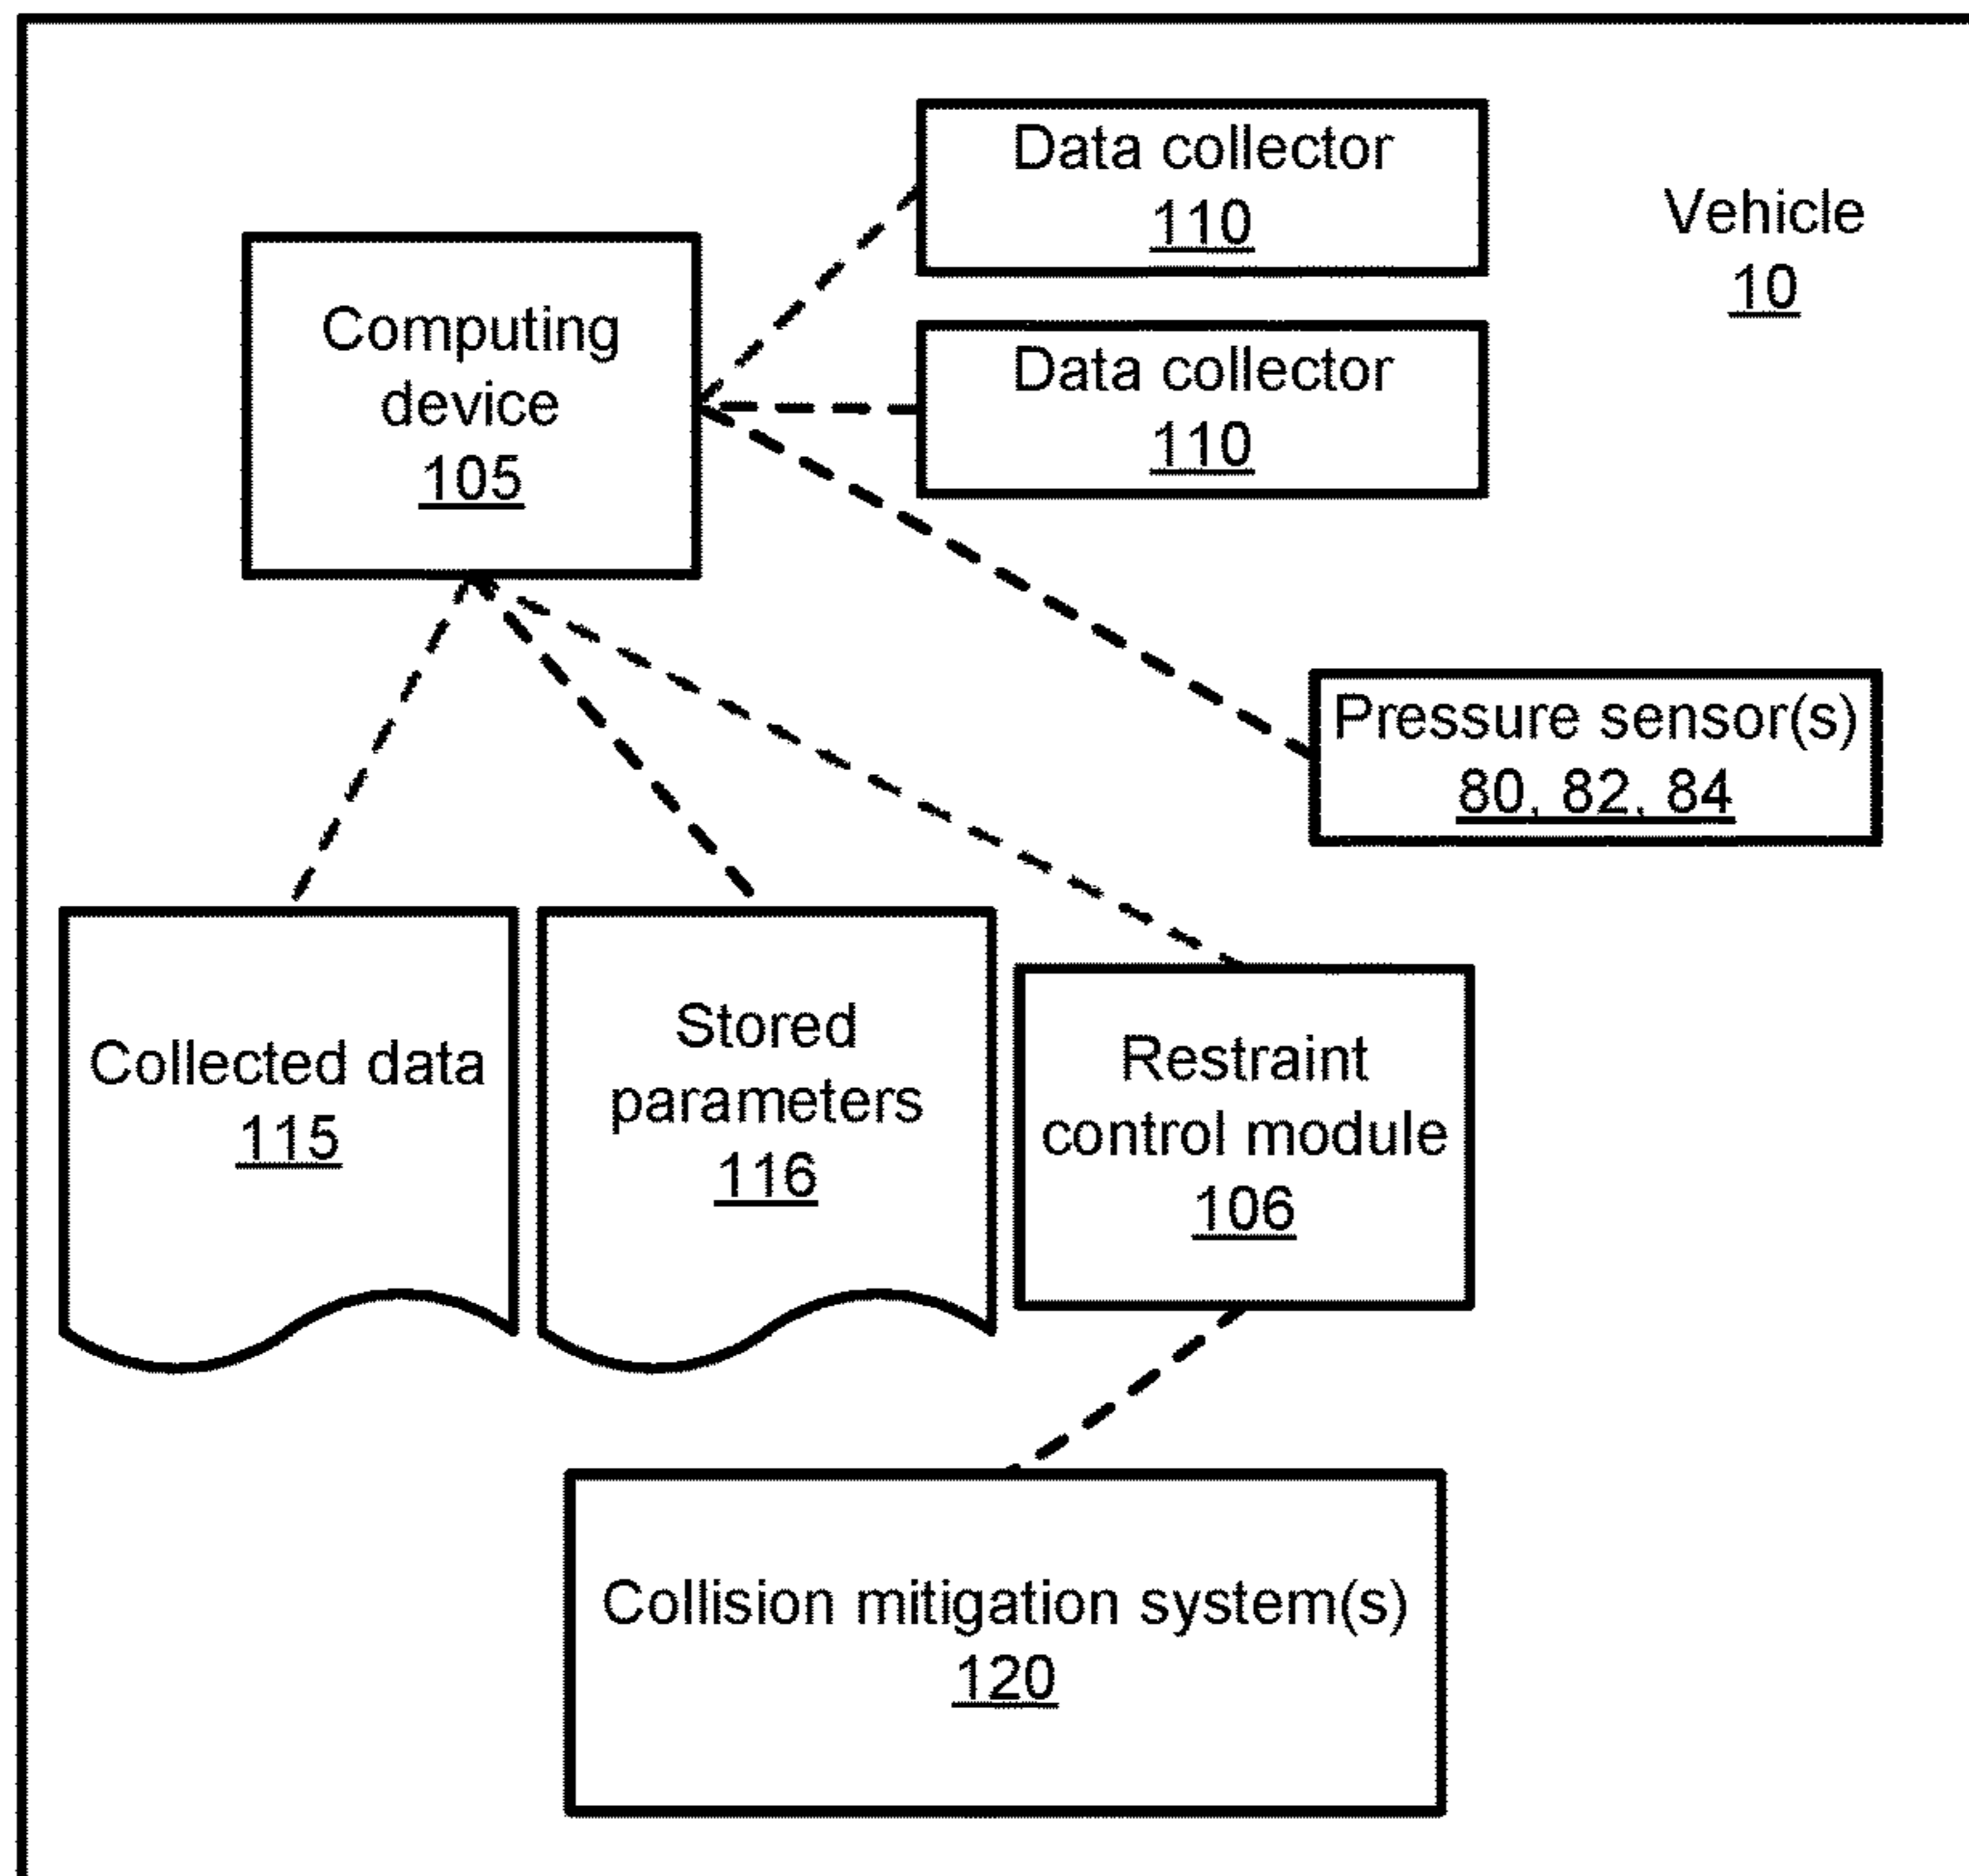 Data collector
110
Vehicle
10
Computing
device
105
Data collector
110
Pressure sensor(s)
80, 82, 84
Collected data
115
Stored
parameters
116
Restraint
control module
106
Collision mitigation system(s)
120